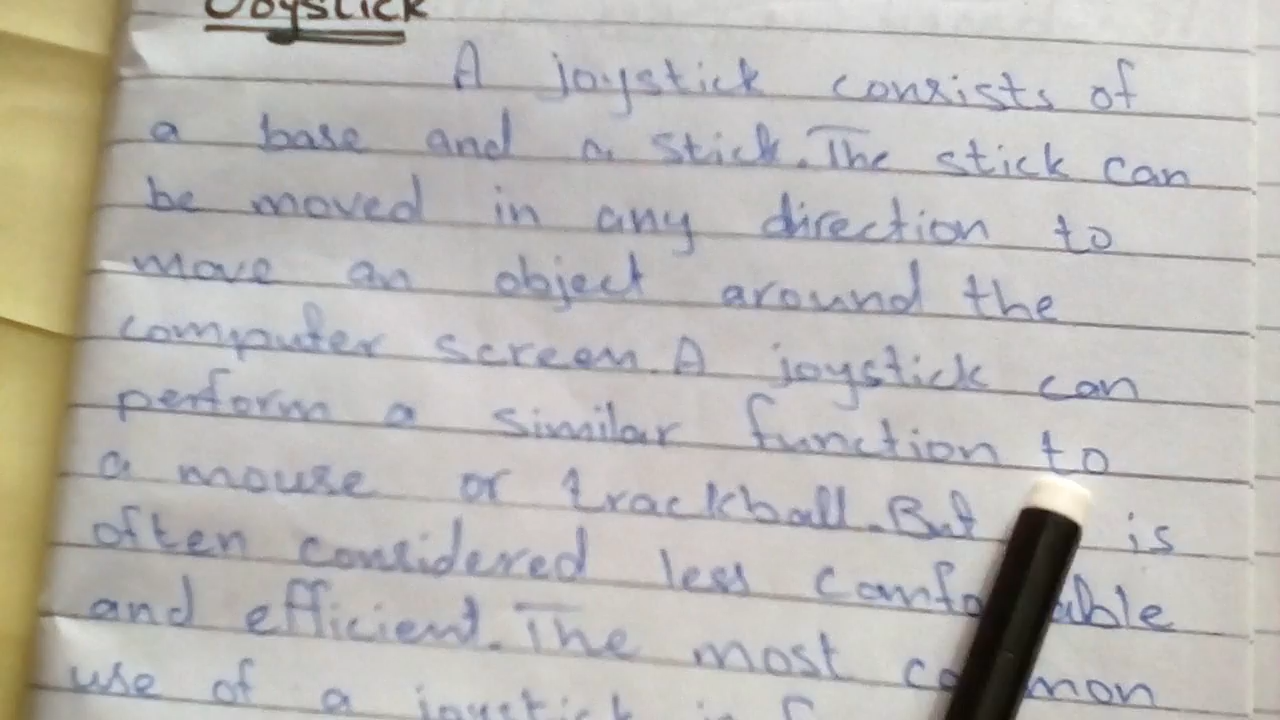 Joystick
A joystick consists of
a base and a stick. The stick can
be moved in any direction to
move an object around the
computer screen. A joystick can
perform a similar function to
a mouse or trackball. But is
often considered less
and efficient. The most
use of a joystick